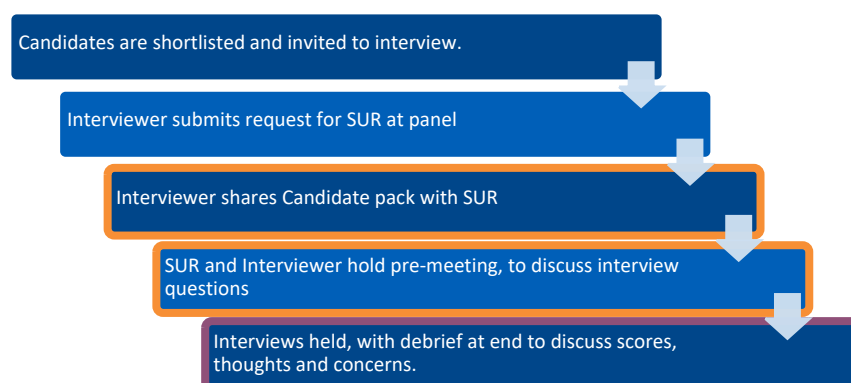 Candidates are shortlisted and invited to interview.
Interviewer submits request for SUR at panel
Interviewer shares Candidate pack with SUR
SUR and Interviewer hold pre-meeting, to discuss interview
questions
Interviews held, with debrief at end to discuss scores,
thoughts and concerns.